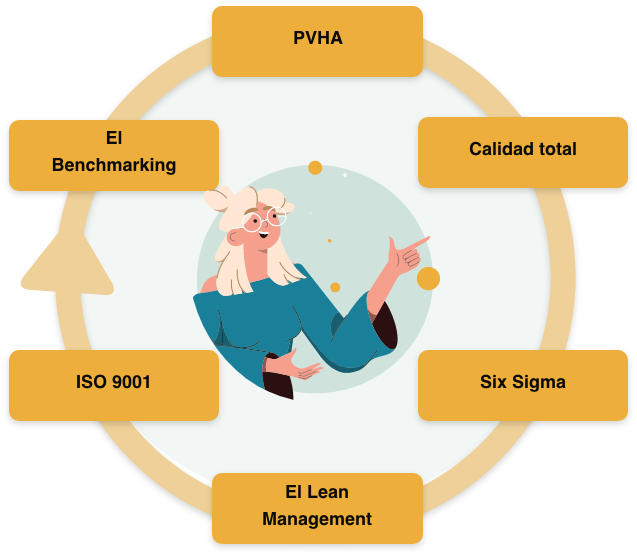 PVHA
Calidad total
Six Sigma
El Lean
Management
ISO 9001
El
Benchmarking